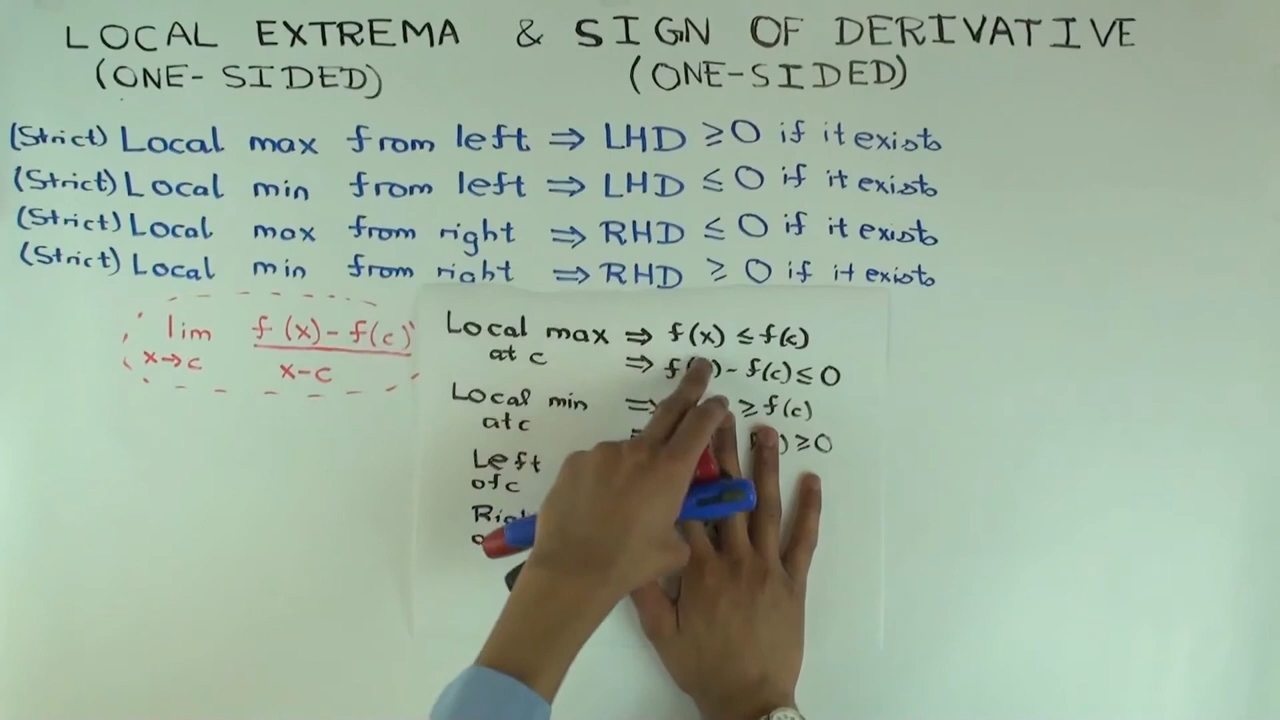 LOCAL EXTREMA & SIGN OF DERIVATIVE
(ONE-SIDED) (ONE-SIDED)
(Strict) Local max from left ⇒ LHD ≥0 if it exists
(Strict) Local min from left ⇒ LHD ≤ 0 if it exists
(Strict) Local max from right ⇒ RHD ≤ 0 if it exists
(Strict) Local min from right ⇒ RHD ≥ 0 if it exists
lim f(x)-f(c)
x→c x-c
Local max ⇒ f(x) ≤ f(c)
at c ⇒ - f(c) ≤ 0
Local min ⇒ ≥ f(c)
at c ≥0
Left
of c